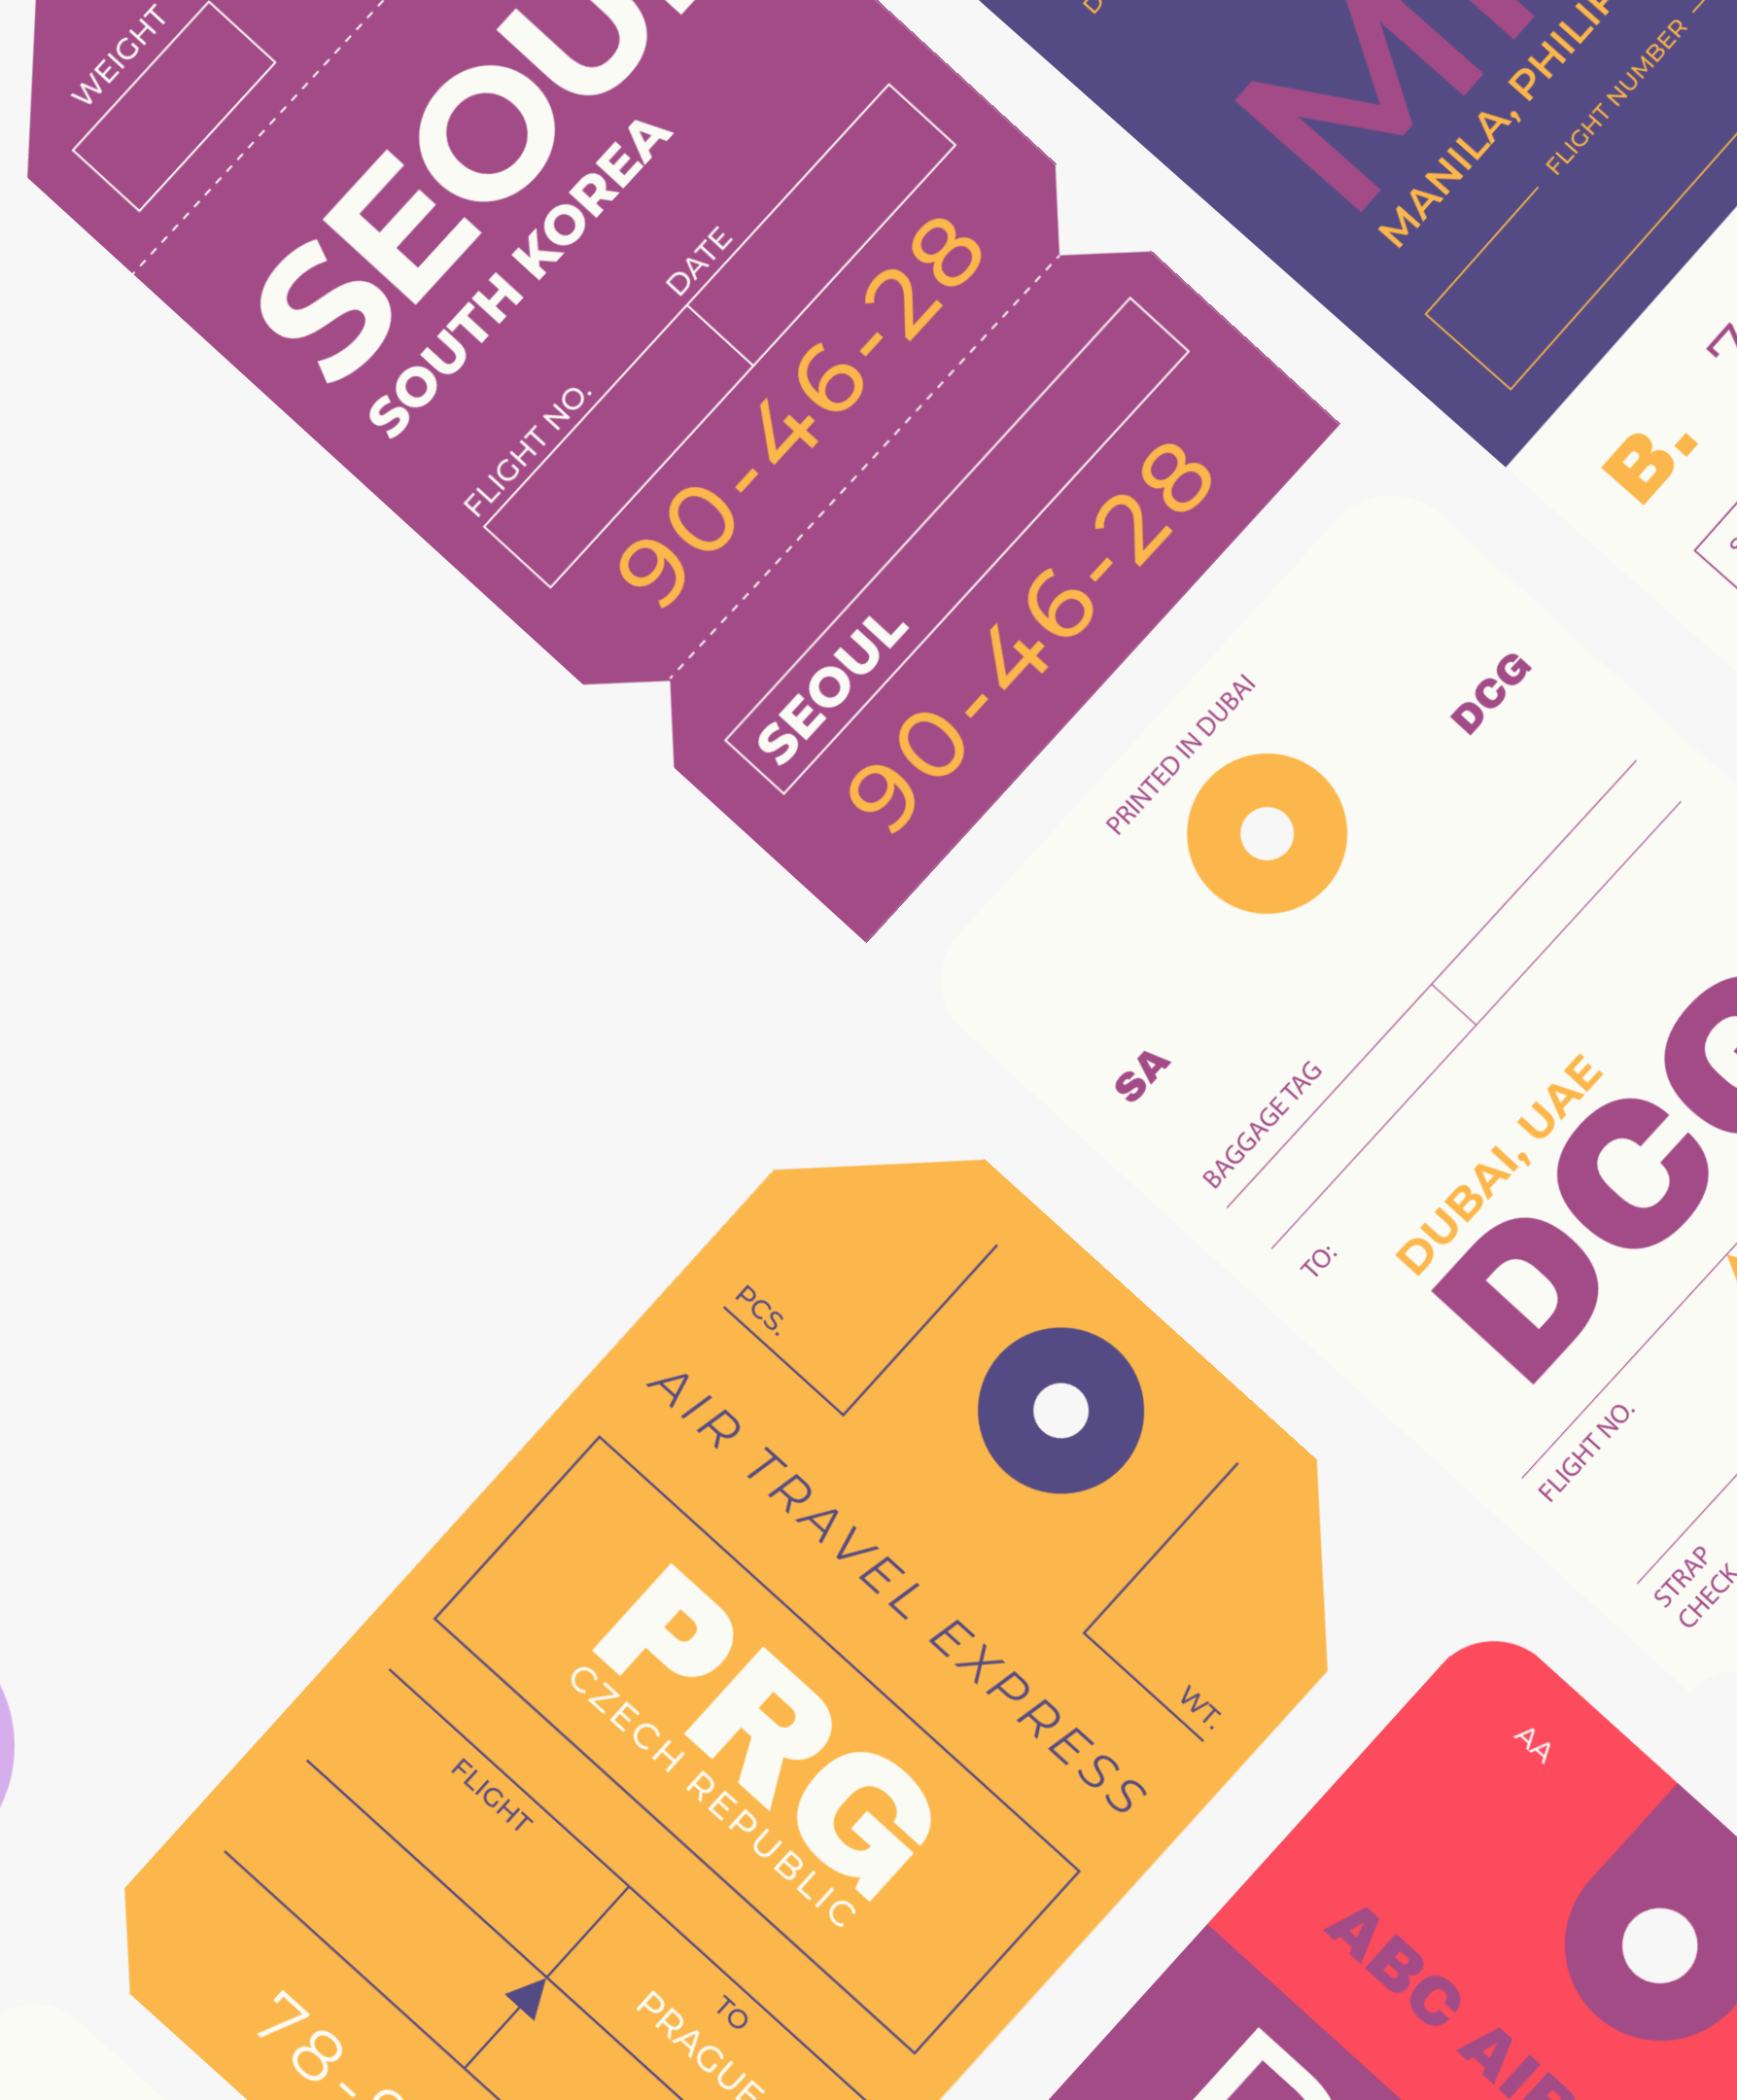 WEIGHT
SEOUL
SOUTH KOREA
FLIGHT NO.
DATE
90-46-28
SEOUL
90-46-28
MANILA,
FLIGHT NUMBER
B.
PRINTED IN DUBAI
DCG
SA
BAGGAGE TAG
TO:
DUBAI, UAE
DCG
FLIGHT NO.
STRAP
CHECK
PCS.
WT.
AIR TRAVEL EXPRESS
PRG
CZECH REPUBLIC
FLIGHT
TO
PRAGUE
78-
AA
ABC AIR